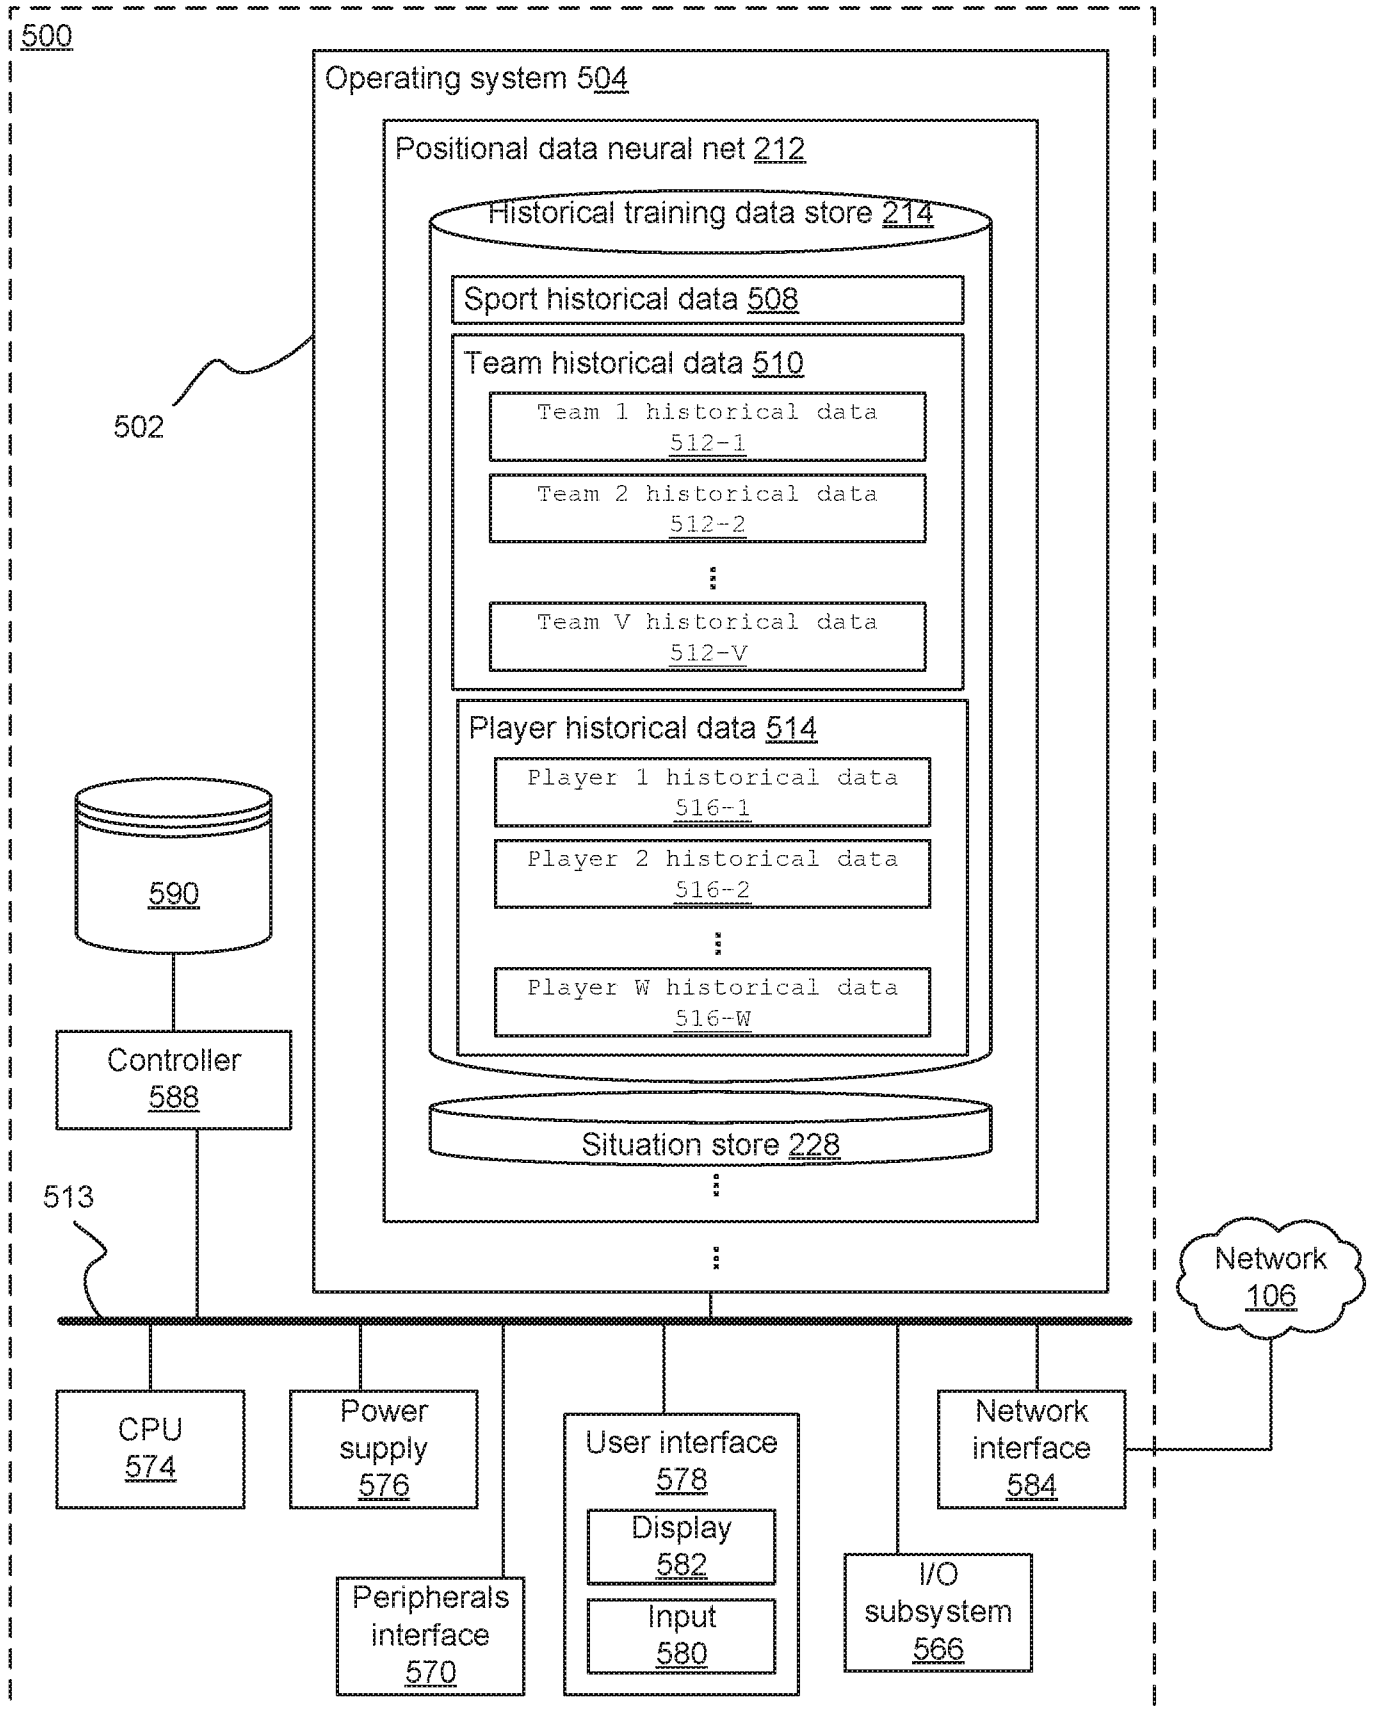 500
Operating system 504
Positional data neural net 212
Historical training data store 214
Sport historical data 508
Team historical data 510
Team 1 historical data
512-1
Team 2 historical data
512-2
Team V historical data
512-V
502
Player historical data 514
Player 1 historical data
516-1
Player 2 historical data
516-2
Player W historical data
516-W
590
Controller
588
Situation store 228
513
Network
106
CPU
574
Power
supply
576
Peripherals
interface
570
User interface
578
Display
582
Input
580
I/O
subsystem
566
Network
interface
584